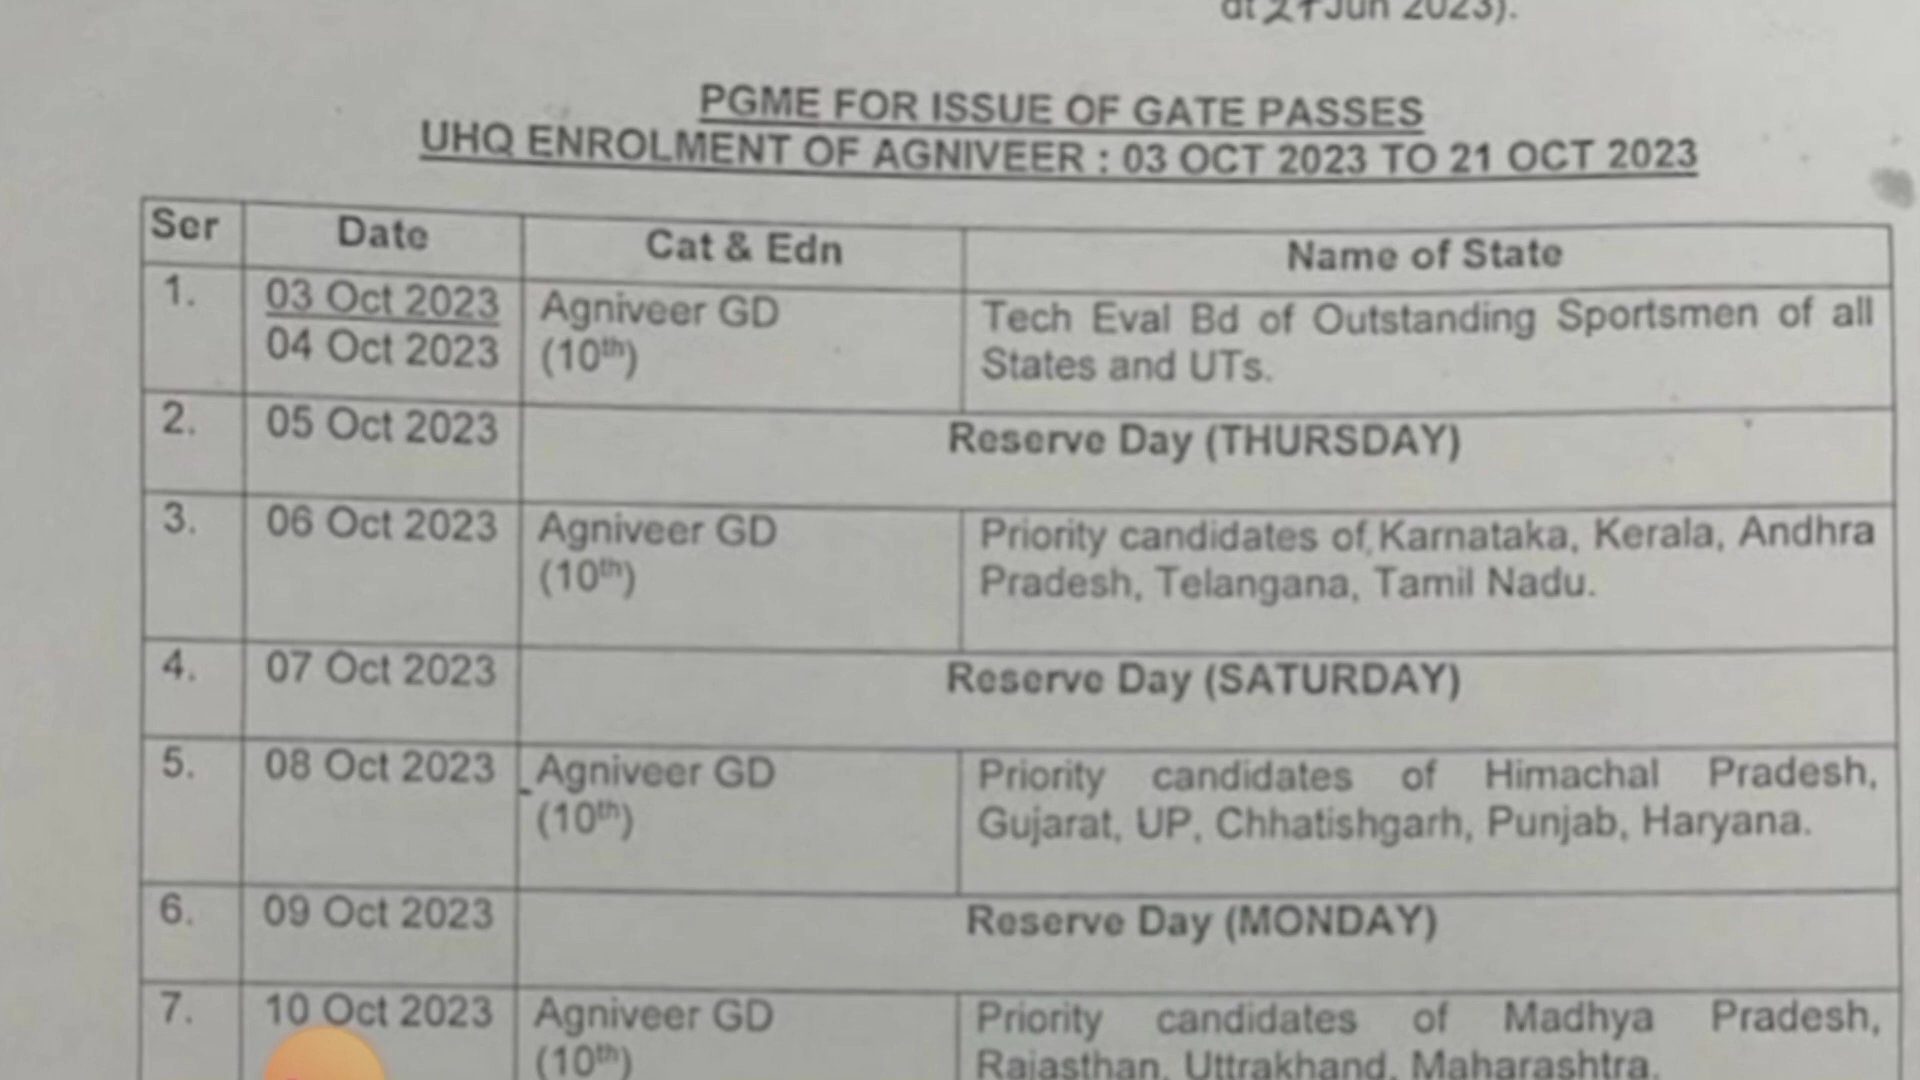 Jun 2023).
PGME FOR ISSUE OF GATE PASSES
UHQ ENROLMENT OF AGNIVEER : 03 OCT 2023 TO 21 OCT 2023
Ser Date Cat & Edn Name of State
1. 03 Oct 2023 Agniveer GD Tech Eval Bd of Outstanding Sportsmen of all
04 Oct 2023 (10th) States and UTs.
2. 05 Oct 2023 Reserve Day (THURSDAY)
3. 06 Oct 2023 Agniveer GD Priority candidates of Karnataka, Kerala, Andhra
(10th) Pradesh, Telangana, Tamil Nadu.
4. 07 Oct 2023 Reserve Day (SATURDAY)
5. 08 Oct 2023 Agniveer GD Priority candidates of Himachal Pradesh,
(10th) Gujarat, UP, Chhatishgarh, Punjab, Haryana.
6. 09 Oct 2023 Reserve Day (MONDAY)
7. 10 Oct 2023 Agniveer GD Priority candidates of Madhya Pradesh,
(10th) Rajasthan, Uttrakhand, Maharashtra.